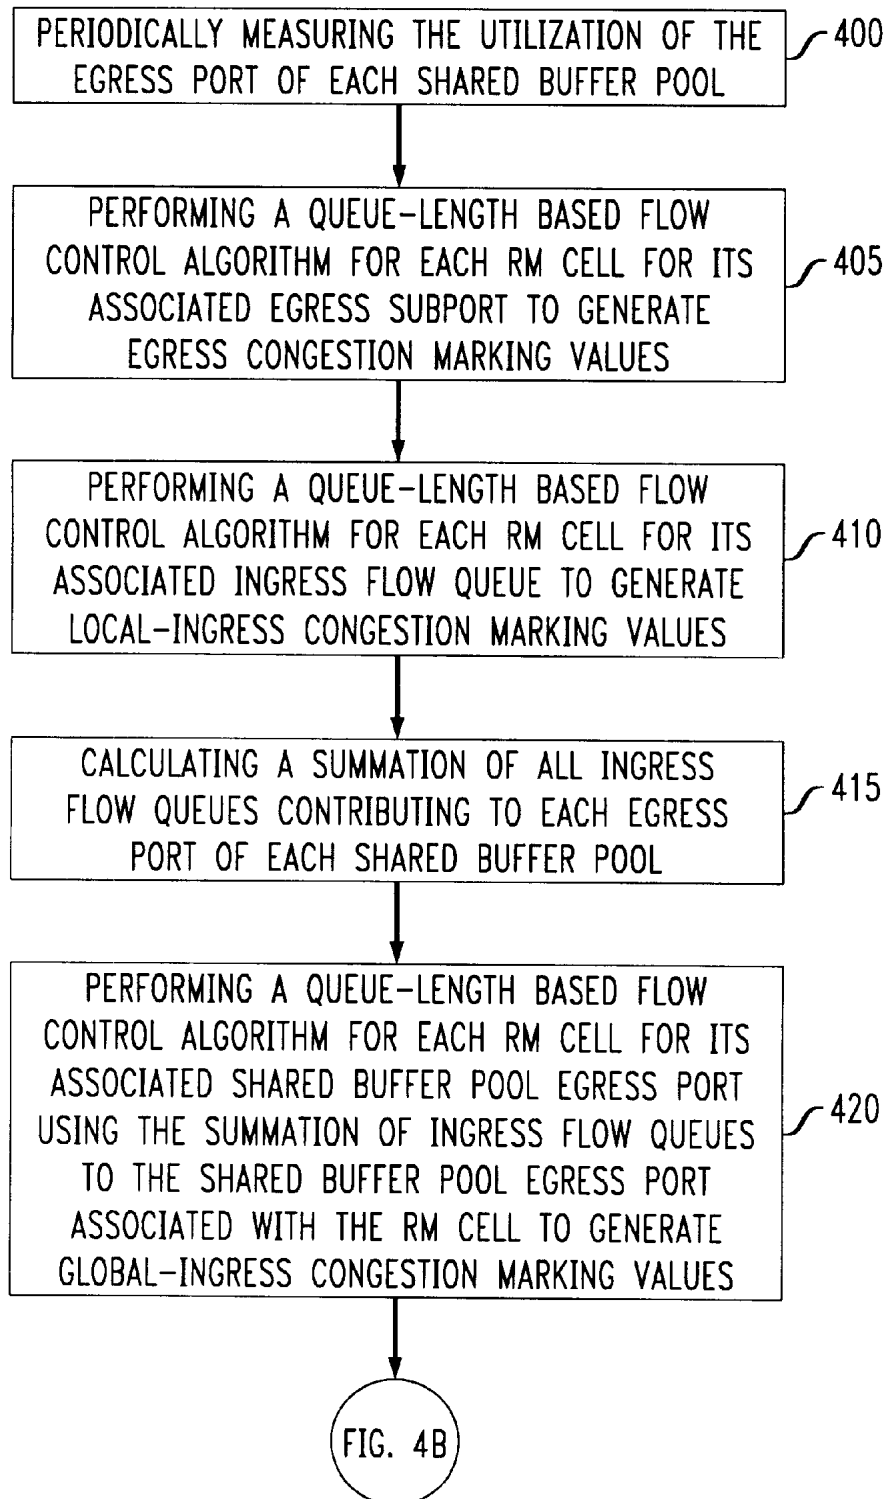 PERIODICALLY MEASURING THE UTILIZATION OF THE
EGRESS PORT OF EACH SHARED BUFFER POOL
400
PERFORMING A QUEUE-LENGTH BASED FLOW
CONTROL ALGORITHM FOR EACH RM CELL FOR ITS
ASSOCIATED EGRESS SUBPORT TO GENERATE
EGRESS CONGESTION MARKING VALUES
405
PERFORMING A QUEUE-LENGTH BASED FLOW
CONTROL ALGORITHM FOR EACH RM CELL FOR ITS
ASSOCIATED INGRESS FLOW QUEUE TO GENERATE
LOCAL-INGRESS CONGESTION MARKING VALUES
410
CALCULATING A SUMMATION OF ALL INGRESS
FLOW QUEUES CONTRIBUTING TO EACH EGRESS
PORT OF EACH SHARED BUFFER POOL
415
PERFORMING A QUEUE-LENGTH BASED FLOW
CONTROL ALGORITHM FOR EACH RM CELL FOR ITS
ASSOCIATED SHARED BUFFER POOL EGRESS PORT
USING THE SUMMATION OF INGRESS FLOW QUEUES
TO THE SHARED BUFFER POOL EGRESS PORT
ASSOCIATED WITH THE RM CELL TO GENERATE
GLOBAL-INGRESS CONGESTION MARKING VALUES
420
FIG. 4B